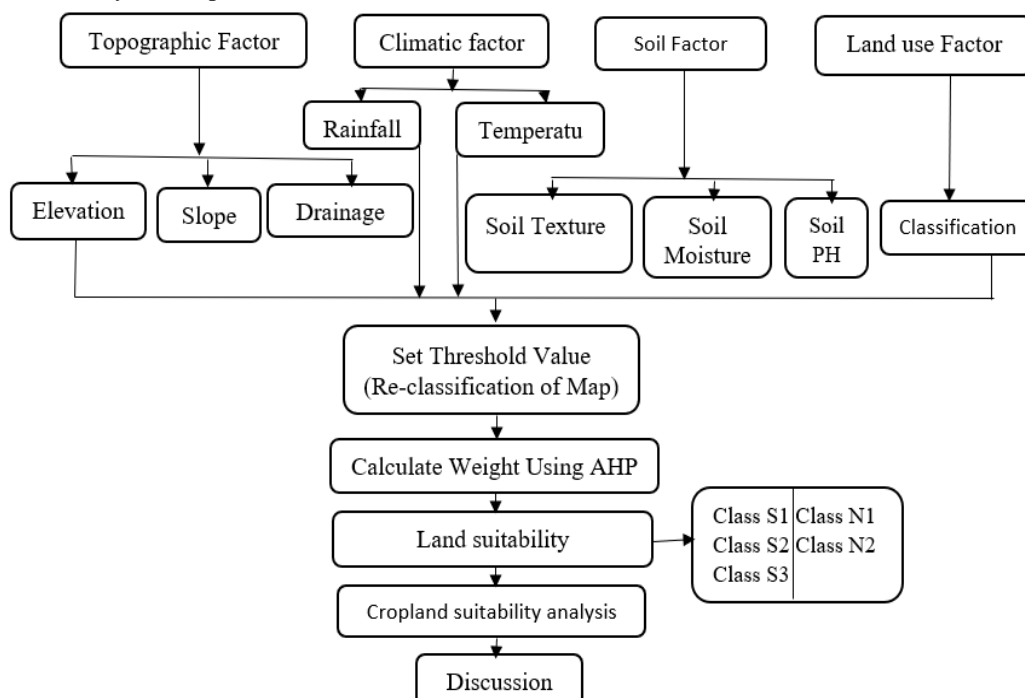 Topographic Factor
Climatic factor
Soil Factor
Land use Factor
Rainfall
Temperatu
Elevation
Slope
Drainage
Soil Texture
Soil
Moisture
Soil
PH
Classification
Set Threshold Value
(Re-classification of Map)
Calculate Weight Using AHP
Land suitability
Class S1 Class N1
Class S2 Class N2
Class S3
Cropland suitability analysis
Discussion